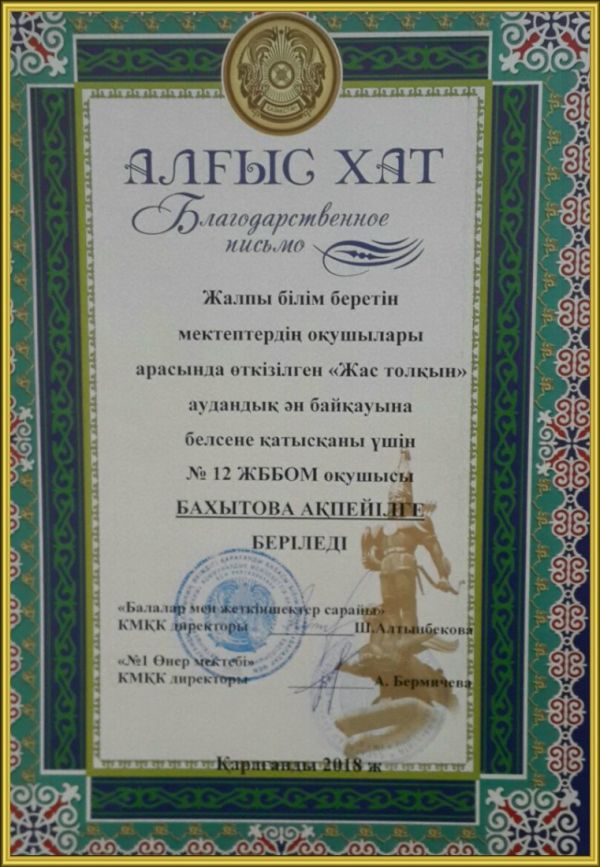 ҚАЗАҚСТАН
АЛҒЫС ХАТ
Благодарственное
письмо
Жалпы білім беретін
мектептердің оқушылары
арасында өткізілген «Жас толқын»
аудандық ән байқауына
белсене қатысқаны үшін
№ 12 ЖББОМ оқушысы
БАХЫТОВА АҚПЕЙІЛГЕ
БЕРІЛЕДІ
«Балалар мен жеткіншектер сарайы»
КМҚК директоры Ш.Алтынбекова
«№1 Өнер мектебі»
КМҚК директоры А. Бермичева
Қарағанды 2018 ж